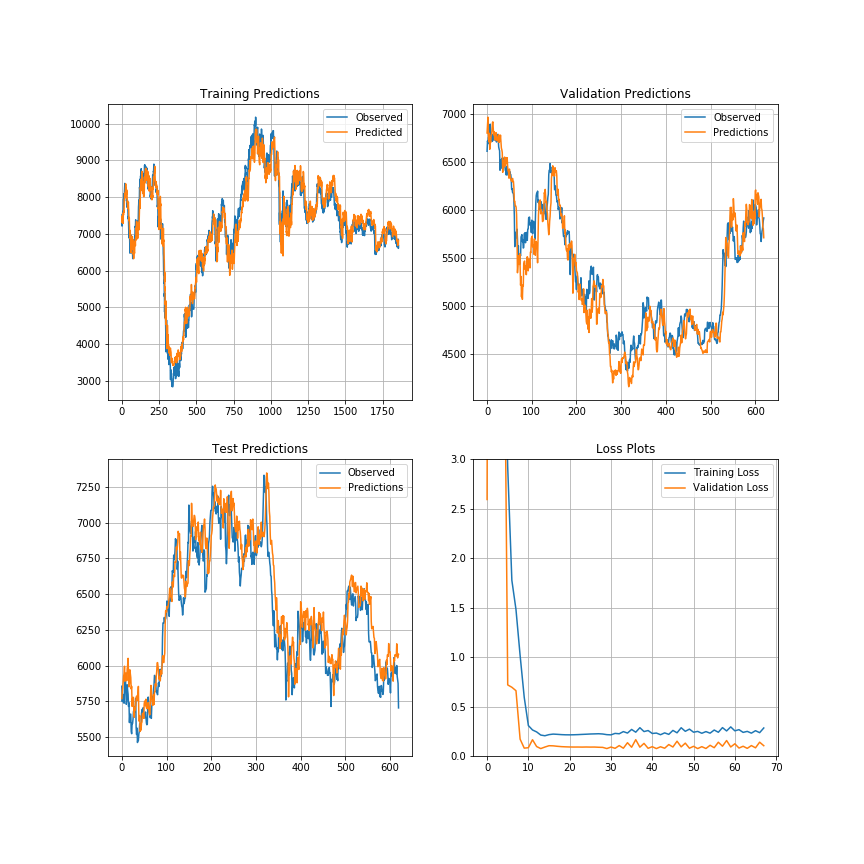 Training Predictions
Observed
Predicted
10000
9000
8000
7000
6000
5000
4000
3000
0 250 500 750 1000 1250 1500 1750
Validation Predictions
Observed
Predictions
7000
6500
6000
5500
5000
4500
0 100 200 300 400 500 600
Test Predictions
Observed
Predictions
7250
7000
6750
6500
6250
6000
5750
5500
0 100 200 300 400 500 600
Loss Plots
Training Loss
Validation Loss
3.0
2.5
2.0
1.5
1.0
0.5
0.0
0 10 20 30 40 50 60 70